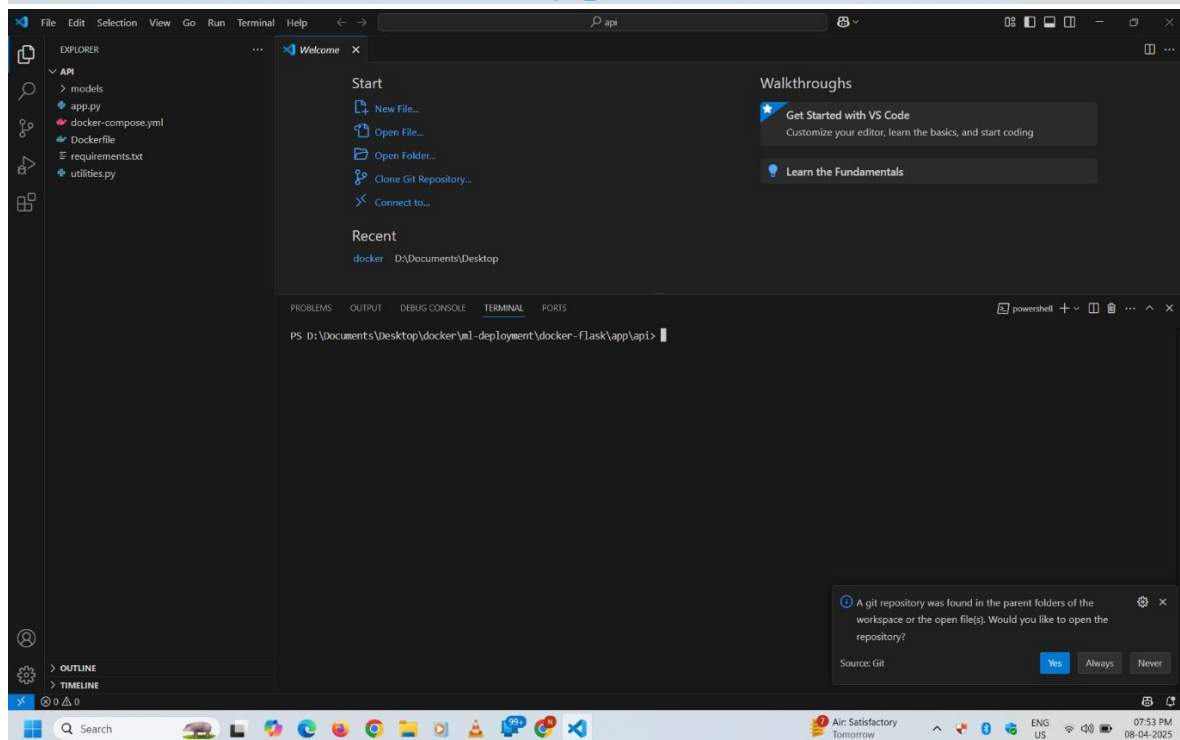 File Edit Selection View Go Run Terminal Help
api
EXPLORER
Welcome
API
models
app.py
docker-compose.yml
Dockerfile
requirements.txt
utilities.py
Start
New File...
Open File...
Open Folder...
Clone Git Repository...
Connect to...
Recent
docker D:\Documents\Desktop
Walkthroughs
Get Started with VS Code
Customize your editor, learn the basics, and start coding
Learn the Fundamentals
PROBLEMS OUTPUT DEBUG CONSOLE TERMINAL PORTS
powershell
PS D:\Documents\Desktop\docker\ml-deployment\docker-flask\app\api>
A git repository was found in the parent folders of the
workspace or the open file(s). Would you like to open the
repository?
Source: Git
Yes Always Never
OUTLINE
TIMELINE
0 0
Search
99+
7
Air: Satisfactory
Tomorrow
ENG
US
07:53 PM
08-04-2025